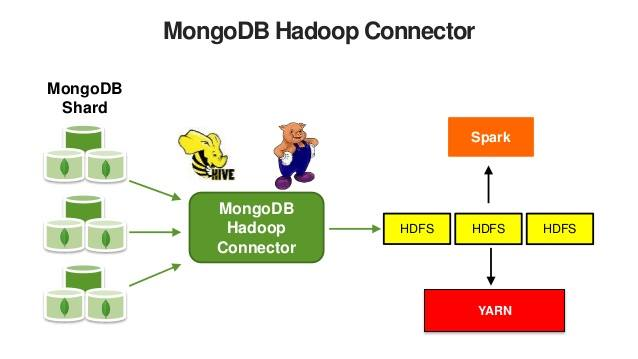 MongoDB Hadoop Connector
MongoDB
Shard
HIVE
Spark
MongoDB
Hadoop
Connector
HDFS
HDFS
HDFS
YARN